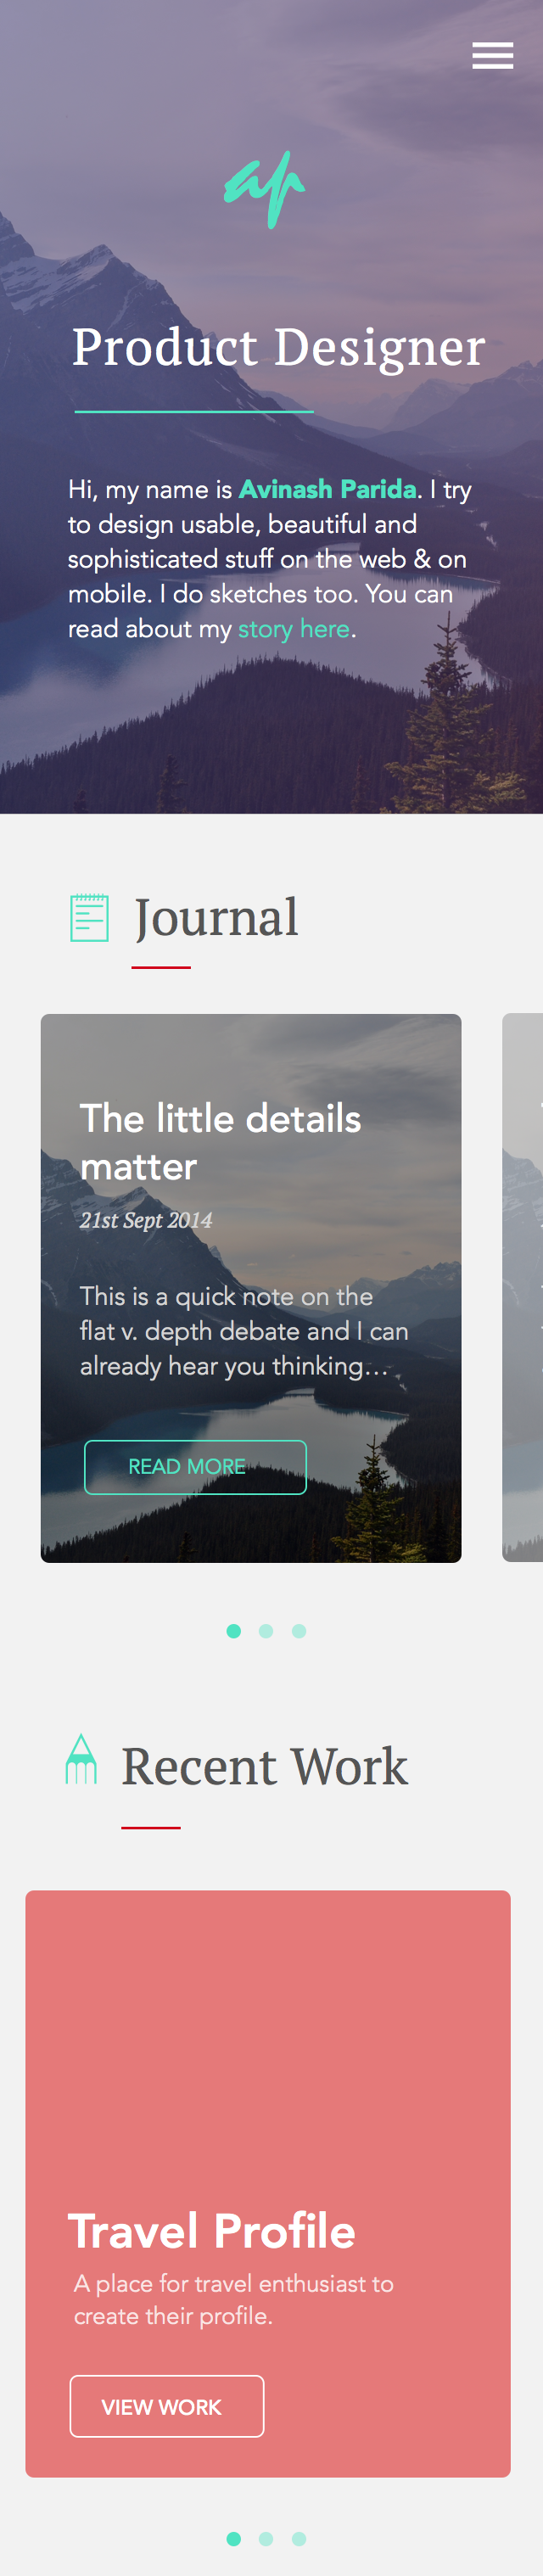 ap
Product Designer
Hi, my name is Avinash Parida. I try
to design usable, beautiful and
sophisticated stuff on the web & on
mobile. I do sketches too. You can
read about my story here.
Journal
The little details
matter
21st Sept 2014
This is a quick note on the
flat v. depth debate and I can
already hear you thinking...
READ MORE
Recent Work
Travel Profile
A place for travel enthusiast to
create their profile.
VIEW WORK